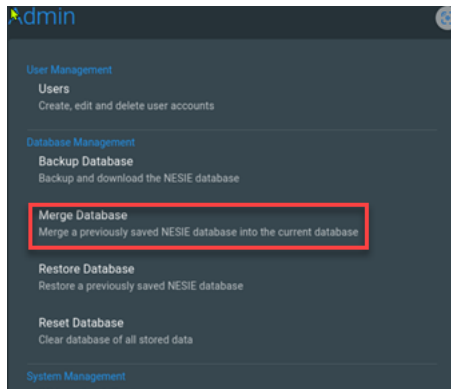 Admin
User Management
Users
Create, edit and delete user accounts
Database Management
Backup Database
Backup and download the NESIE database
Merge Database
Merge a previously saved NESIE database into the current database
Restore Database
Restore a previously saved NESIE database
Reset Database
Clear database of all stored data
System Management